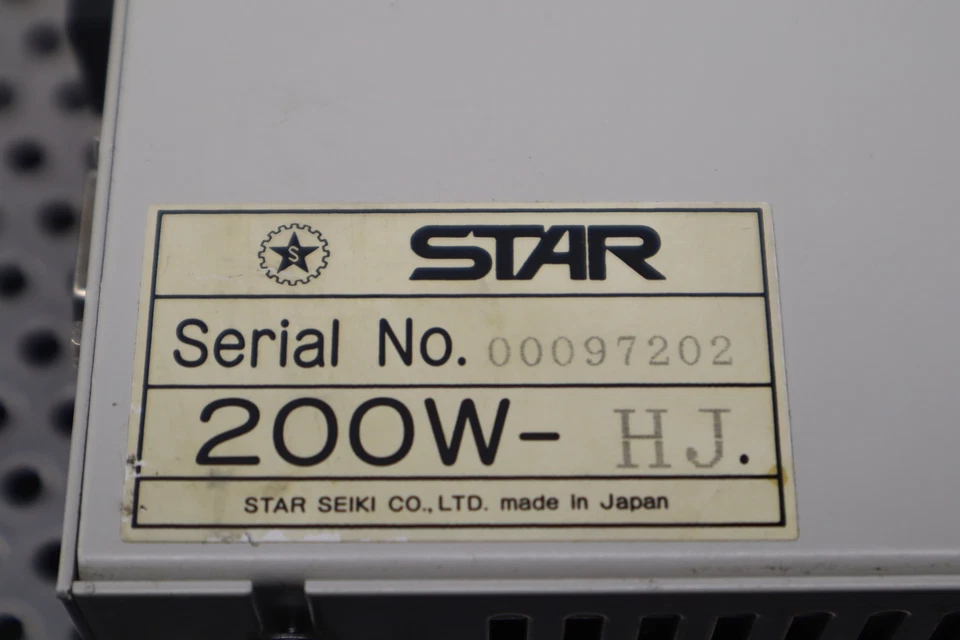 S STAR
Serial No. 00097202
200W- HJ.
STAR SEIKI CO., LTD. made in Japan